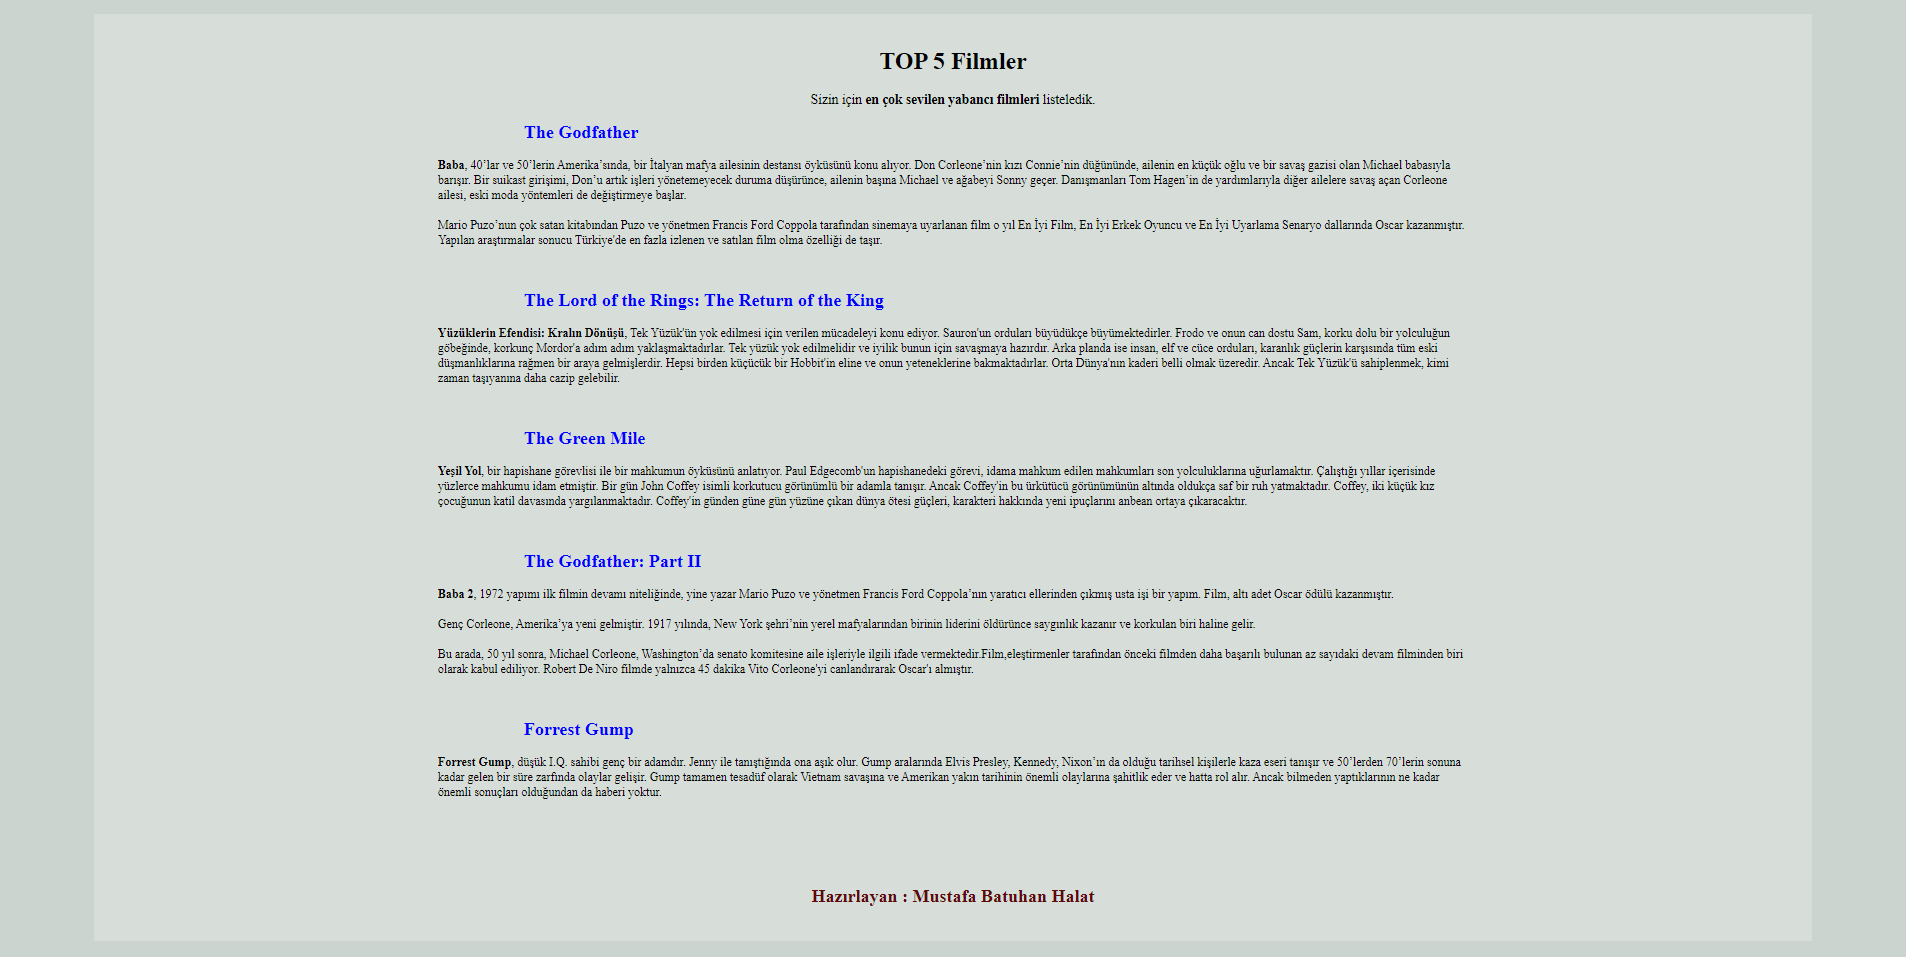 TOP 5 Filmler
Sizin için en çok sevilen yabancı filmleri listeledik.
The Godfather
Baba, 40’lar ve 50’lerin Amerika’sında, bir İtalyan mafya ailesinin destansı öyküsünü konu alıyor. Don Corleone’nin kızı Connie’nin düğününde, ailenin en küçük oğlu ve bir savaş gazisi olan Michael babasıyla
barışır. Bir suikast girişimi, Don’u artık işleri yönetemeyecek duruma düşürünce, ailenin başına Michael ve ağabeyi Sonny geçer. Danışmanları Tom Hagen’in de yardımlarıyla diğer ailelere savaş açan Corleone
ailesi, eski moda yöntemleri de değiştirmeye başlar.
Mario Puzo’nun çok satan kitabından Puzo ve yönetmen Francis Ford Coppola tarafından sinemaya uyarlanan film o yıl En İyi Film, En İyi Erkek Oyuncu ve En İyi Uyarlama Senaryo dallarında Oscar kazanmıştır.
Yapılan araştırmalar sonucu Türkiye'de en fazla izlenen ve satılan film olma özelliği de taşır.
The Lord of the Rings: The Return of the King
Yüzüklerin Efendisi: Kralın Dönüşü, Tek Yüzük'ün yok edilmesi için verilen mücadeleyi konu ediyor. Sauron'un orduları büyüdükçe büyümektedirler. Frodo ve onun can dostu Sam, korku dolu bir yolculuğun
göbeğinde, korkunç Mordor'a adım adım yaklaşmaktadırlar. Tek yüzük yok edilmelidir ve iyilik bunun için savaşmaya hazırdır. Arka planda ise insan, elf ve cüce orduları, karanlık güçlerin karşısında tüm eski
düşmanlıklarına rağmen bir araya gelmişlerdir. Hepsi birden küçücük bir Hobbit'in eline ve onun yeteneklerine bakmaktadırlar. Orta Dünya'nın kaderi belli olmak üzeredir. Ancak Tek Yüzük'ü sahiplenmek, kimi
zaman taşıyanına daha cazip gelebilir.
The Green Mile
Yeşil Yol, bir hapishane görevlisi ile bir mahkumun öyküsünü anlatıyor. Paul Edgecomb'un hapishanedeki görevi, idama mahkum edilen mahkumları son yolculuklarına uğurlamaktır. Çalıştığı yıllar içerisinde
yüzlerce mahkumu idam etmiştir. Bir gün John Coffey isimli korkutucu görünümlü bir adamla tanışır. Ancak Coffey'in bu ürkütücü görünümünün altında oldukça saf bir ruh yatmaktadır. Coffey, iki küçük kız
çocuğunun katil davasında yargılanmaktadır. Coffey'in günden güne gün yüzüne çıkan dünya ötesi güçleri, karakteri hakkında yeni ipuçlarını anbean ortaya çıkaracaktır.
The Godfather: Part II
Baba 2, 1972 yapımı ilk filmin devamı niteliğinde, yine yazar Mario Puzo ve yönetmen Francis Ford Coppola’nın yaratıcı ellerinden çıkmış usta işi bir yapım. Film, altı adet Oscar ödülü kazanmıştır.
Genç Corleone, Amerika’ya yeni gelmiştir. 1917 yılında, New York şehri’nin yerel mafyalarından birinin liderini öldürünce saygınlık kazanır ve korkulan biri haline gelir.
Bu arada, 50 yıl sonra, Michael Corleone, Washington’da senato komitesine aile işleriyle ilgili ifade vermektedir.Film,eleştirmenler tarafından önceki filmden daha başarılı bulunan az sayıdaki devam filminden biri
olarak kabul ediliyor. Robert De Niro filmde yalnızca 45 dakika Vito Corleone'yi canlandırarak Oscar'ı almıştır.
Forrest Gump
Forrest Gump, düşük I.Q. sahibi genç bir adamdır. Jenny ile tanıştığında ona aşık olur. Gump aralarında Elvis Presley, Kennedy, Nixon’ın da olduğu tarihsel kişilerle kaza eseri tanışır ve 50’lerden 70’lerin sonuna
kadar gelen bir süre zarfında olaylar gelişir. Gump tamamen tesadüf olarak Vietnam savaşına ve Amerikan yakın tarihinin önemli olaylarına şahitlik eder ve hatta rol alır. Ancak bilmeden yaptıklarının ne kadar
önemli sonuçları olduğundan da haberi yoktur.
Hazırlayan : Mustafa Batuhan Halat